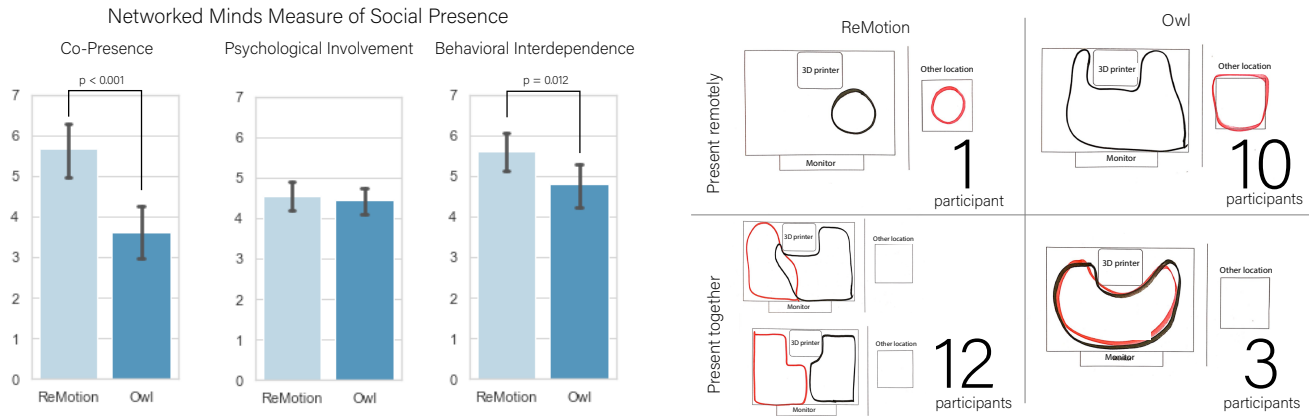 Networked Minds Measure of Social Presence
Co-Presence
Psychological Involvement
Behavioral Interdependence
p < 0.001
p = 0.012
7
6
5
4
3
2
1
0
ReMotion
Owl
7
6
5
4
3
2
1
0
ReMotion
Owl
7
6
5
4
3
2
1
0
ReMotion
Owl
ReMotion
Owl
Present remotely
3D printer
Other location
Monitor
1
participant
3D printer
Other location
Monitor
10
participants
Present together
3D printer
Other location
Monitor
3D printer
Other location
Monitor
12
participants
3D printer
Other location
Monitor
3
participants